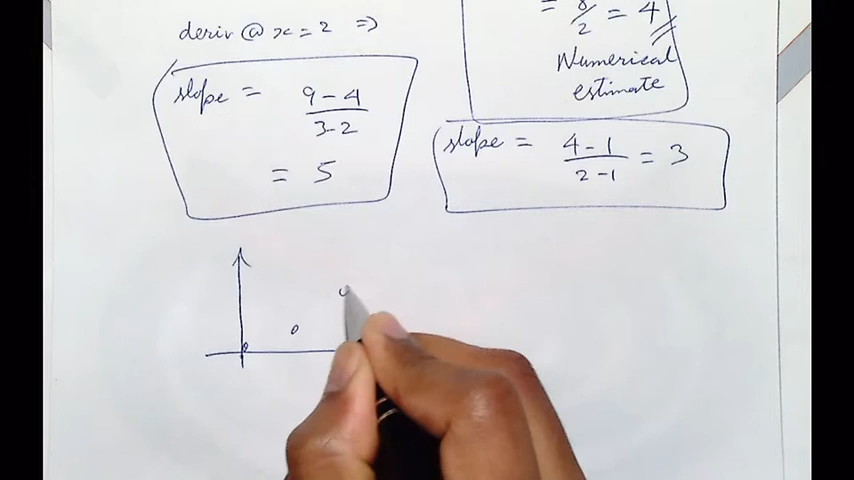 deriv @ x = 2 =>
slope = 9 - 4 / 3 - 2
= 5
= 8/2 = 4
Numerical
estimate
slope = 4 - 1 / 2 - 1 = 3